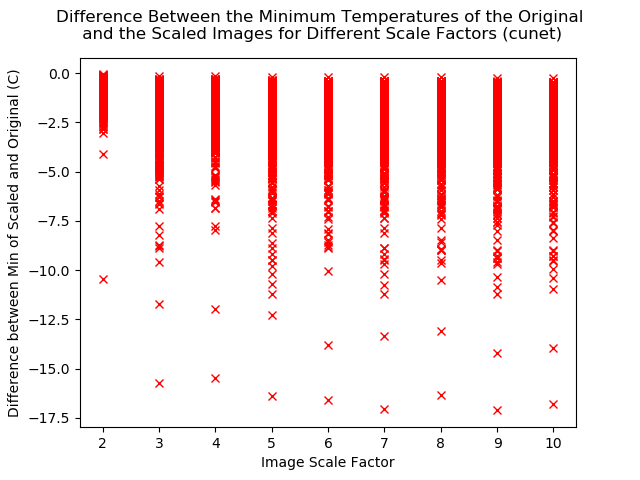 Difference Between the Minimum Temperatures of the Original
and the Scaled Images for Different Scale Factors (cunet)
Difference between Min of Scaled and Original (C)
0.0
−2.5
−5.0
−7.5
−10.0
−12.5
−15.0
−17.5
2 3 4 5 6 7 8 9 10
Image Scale Factor